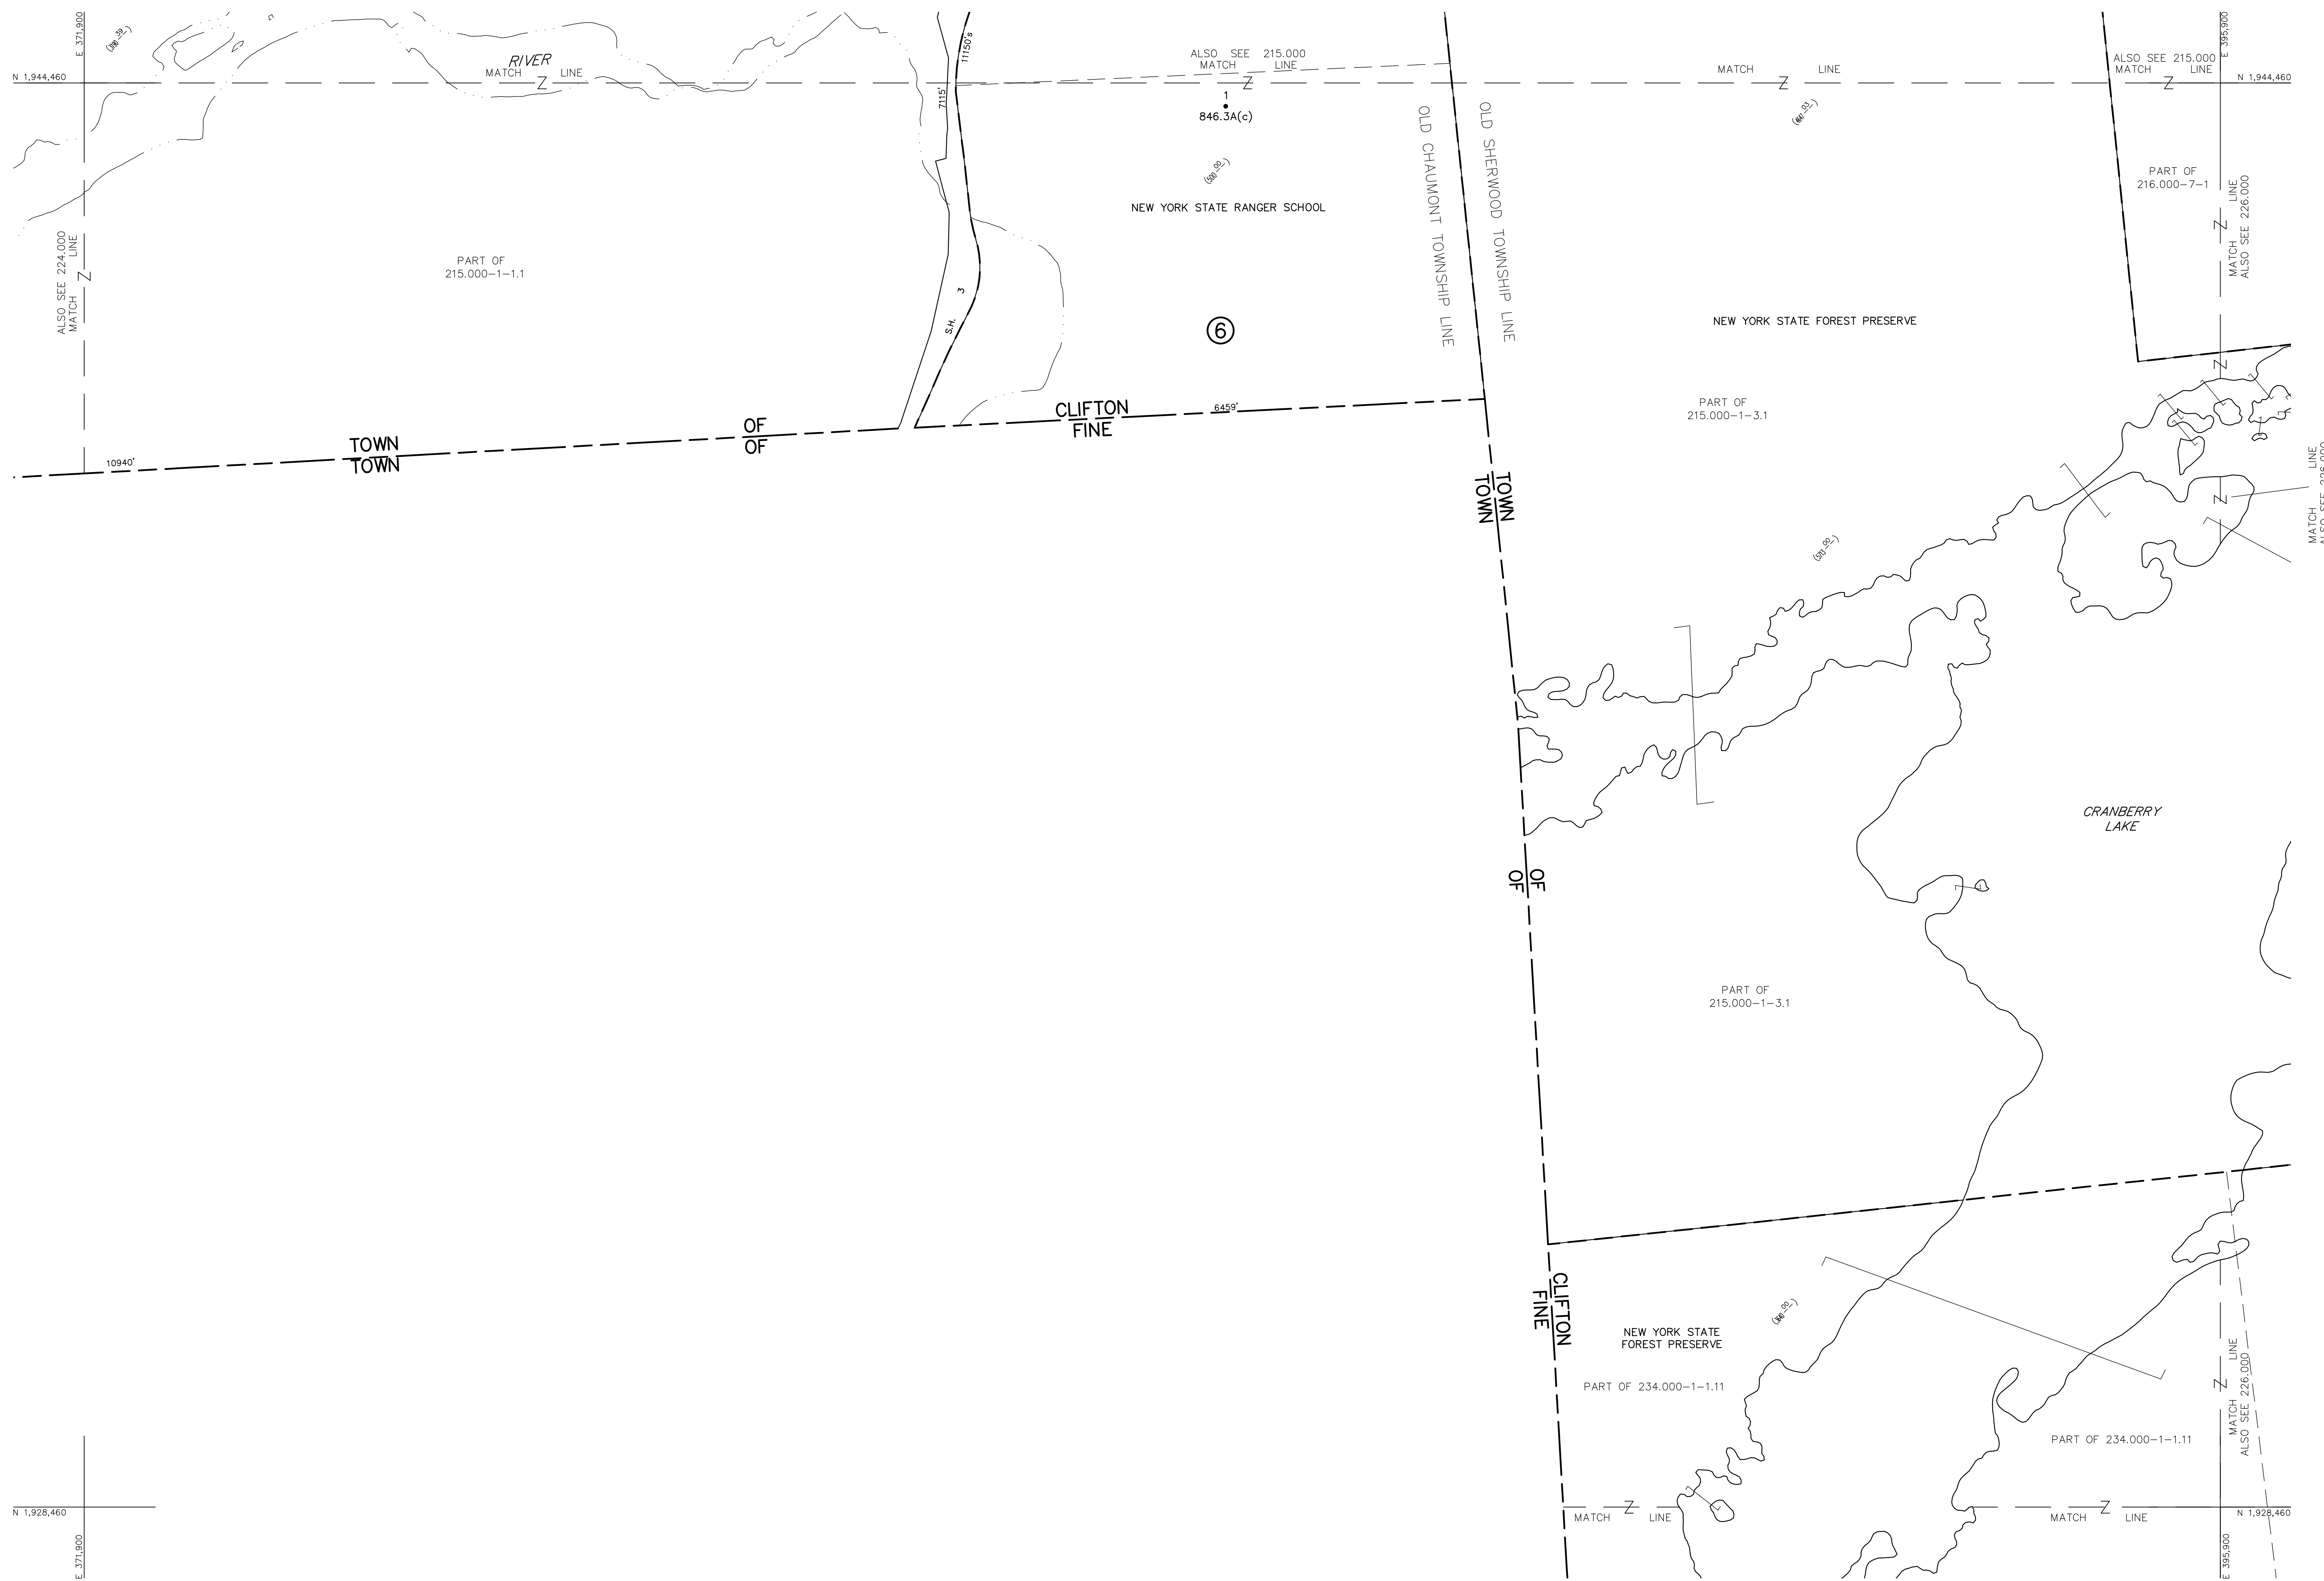 E 371,900
N 1,944,460
RIVER
MATCH LINE
Z
7115'
1150's
ALSO SEE 215.000
MATCH LINE
Z
MATCH LINE
Z
ALSO SEE 215.000
MATCH LINE
Z
E 395,900
N 1,944,460
1
846.3A(c)
NEW YORK STATE RANGER SCHOOL
OLD CHAUMONT TOWNSHIP LINE
OLD SHERWOOD TOWNSHIP LINE
PART OF
216.000-7-1
MATCH LINE
ALSO SEE 226.000
Z
ALSO SEE 224.000
MATCH LINE
Z
PART OF
215.000-1-1.1
S.H. 3
6
NEW YORK STATE FOREST PRESERVE
Z
PART OF
215.000-1-3.1
CLIFTON
FINE
6459'
OF
OF
TOWN
TOWN
10940'
TOWN
TOWN
Z
MATCH LINE
CRANBERRY
LAKE
OF
OF
PART OF
215.000-1-3.1
CLIFTON
FINE
NEW YORK STATE
FOREST PRESERVE
PART OF 234.000-1-1.11
MATCH LINE
ALSO SEE 226.000
Z
PART OF 234.000-1-1.11
N 1,928,460
E 371,900
MATCH LINE
Z
MATCH LINE
Z
N 1,928,460
E 395,900